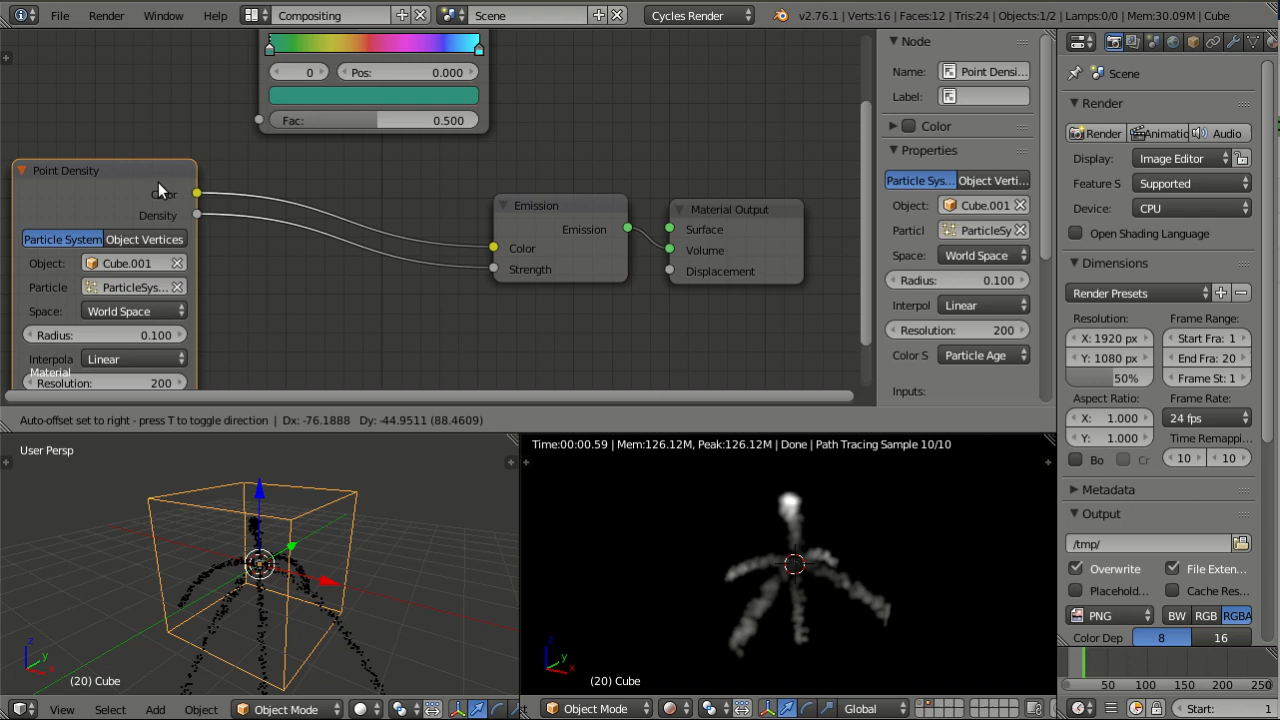 File Render Window Help Compositing Scene Cycles Render v2.76.1 | Verts:16 | Faces:12 | Tris:24 | Objects:1/2 | Lamps:0/0 | Mem:30.09M | Cube
0 Pos: 0.000
Fac: 0.500
Point Density
Color
Density
Particle System Object Vertices
Object: Cube.001
Particle ParticleSys...
Space: World Space
Radius: 0.100
Interpola Linear
Material
Resolution: 200
Emission
Emission
Color
Strength
Material Output
Surface
Volume
Displacement
Node
Name: Point Densi...
Label:
Color
Properties
Particle Sys... Object Verti...
Object: Cube.001
Particl ParticleSy
Space: World Space
Radius: 0.100
Interpol Linear
Resolution: 200
Color S Particle Age
Inputs:
Auto-offset set to right - press T to toggle direction | Dx: -76.1888 Dy: -44.9511 (88.4609)
User Persp
z
y
x
(20) Cube
View Select Add Object Object Mode
Time:00:00.59 | Mem:126.12M, Peak:126.12M | Done | Path Tracing Sample 10/10
z
y
x
(20) Cube
Object Mode Global
Scene
Render
Render Animatic Audio
Display: Image Editor
Feature S Supported
Device: CPU
Open Shading Language
Dimensions
Render Presets
Resolution: Frame Range:
X: 1920 px Start Fra: 1
Y: 1080 px End Fra: 20
50% Frame St: 1
Aspect Ratio: Frame Rate:
X: 1.000 24 fps
Y: 1.000 Time Remappi...
Bo Cr 10 10
Metadata
Output
/tmp/
Overwrite File Exten...
Placehold.. Cache Res...
PNG BW RGB RGBA
Color Dep 8 16
50 100 150 200 250
Start: 1